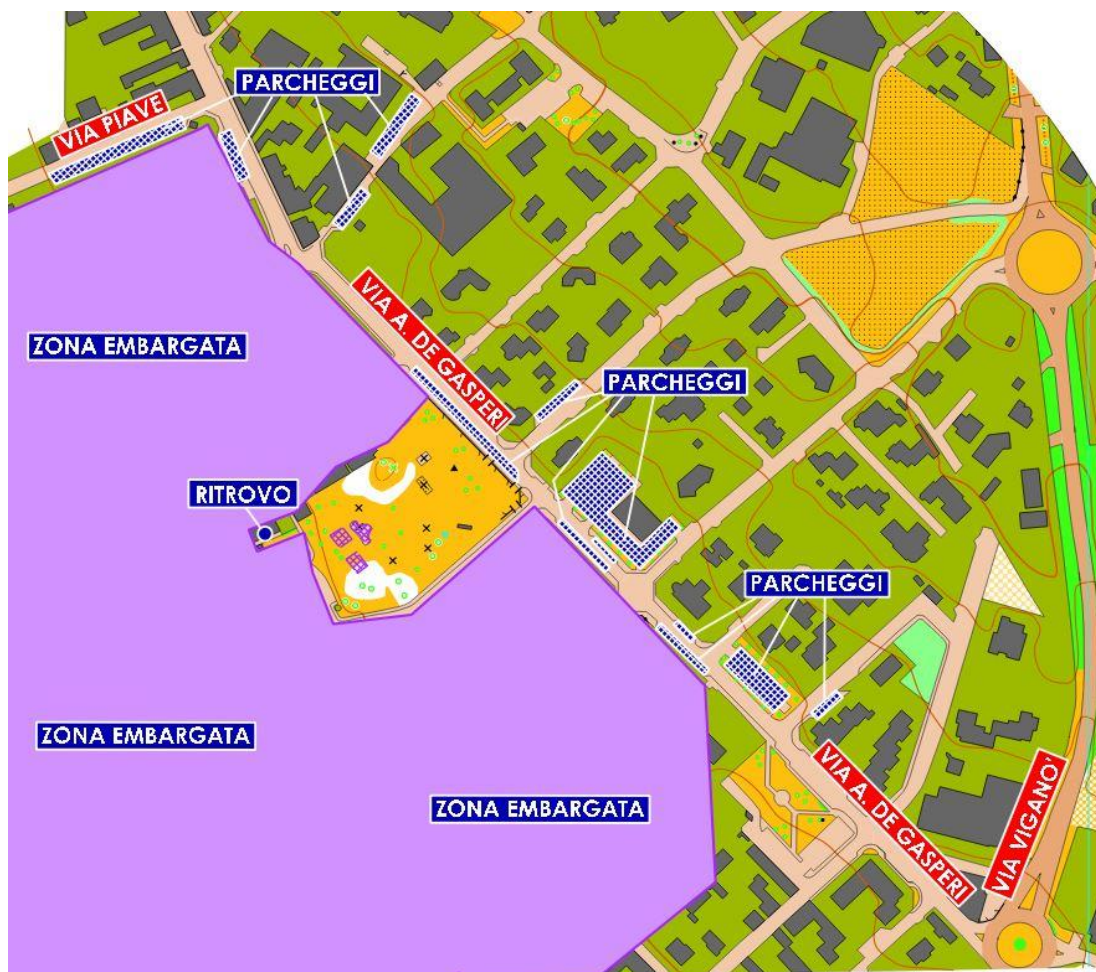 PARCHEGGI
VIA PIAVE
VIA A. DE GASPERI
ZONA EMBARGATA
PARCHEGGI
RITROVO
PARCHEGGI
ZONA EMBARGATA
ZONA EMBARGATA
VIA A. DE GASPERI
VIA VIGANO'